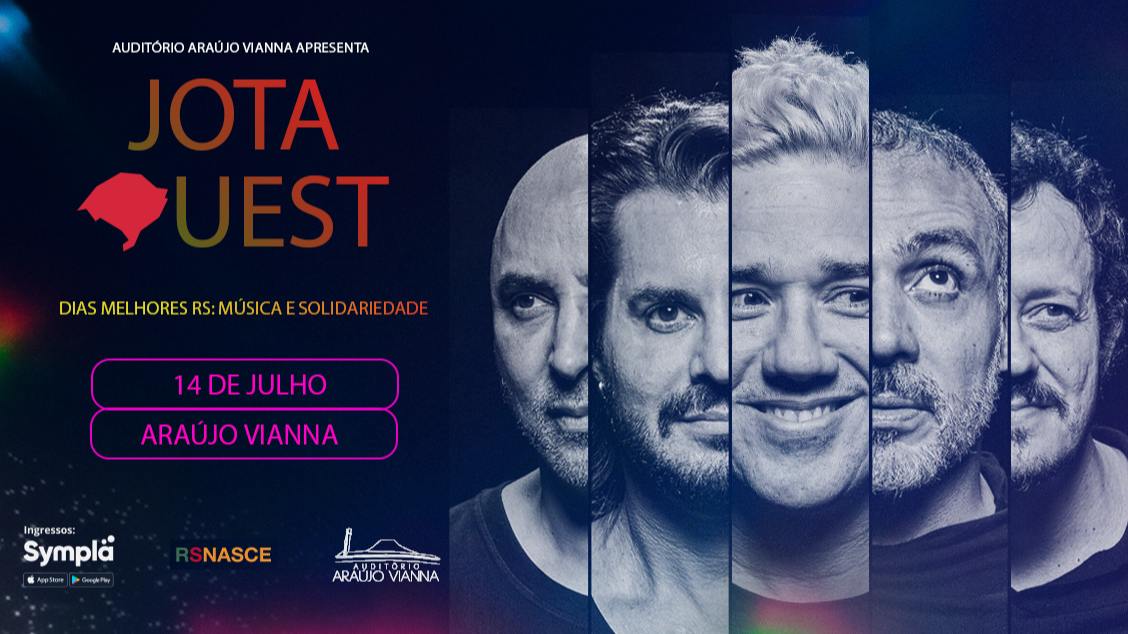 AUDITÓRIO ARAÚJO VIANNA APRESENTA
JOTA
UEST
DIAS MELHORES RS: MÚSICA E SOLIDARIEDADE
14 DE JULHO
ARAÚJO VIANNA
Ingressos:
Sympla
App Store
Google Play
RSNASCE
AUDITÓRIO
ARAÚJO VIANNA